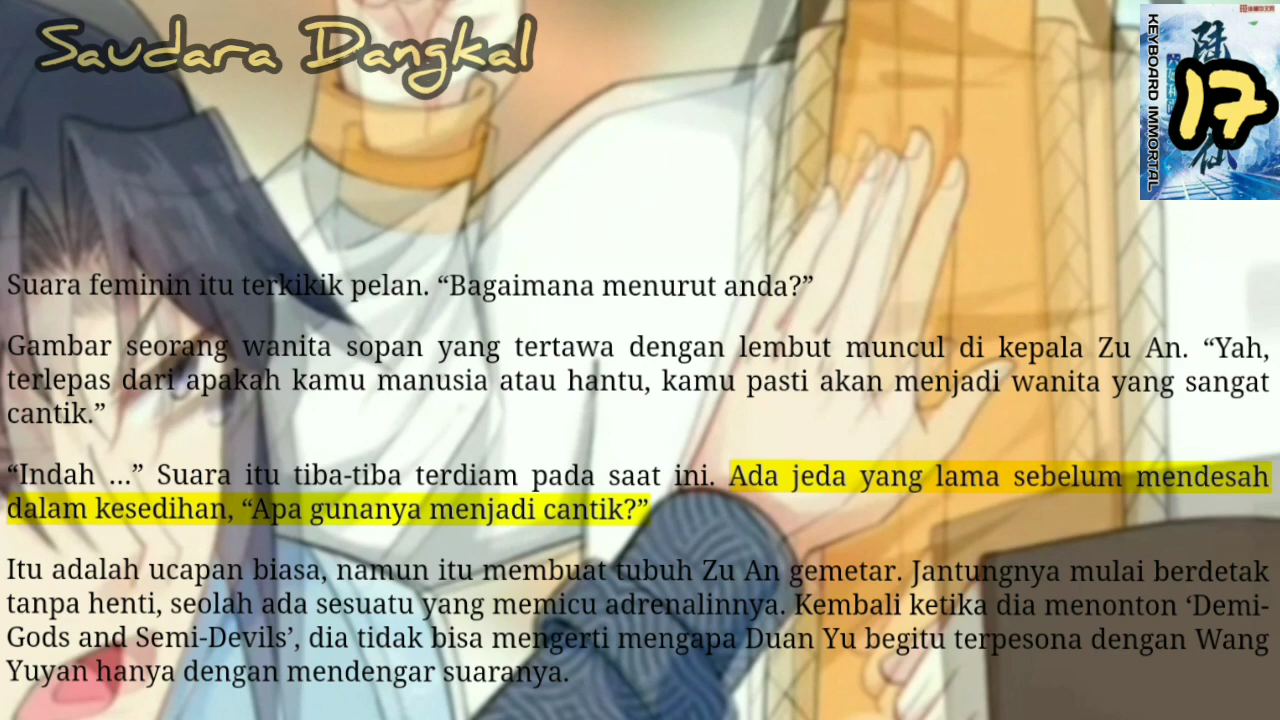 Saudara Dangkal
KEYBOARD IMMORTAL
17
Suara feminin itu terkikik pelan. “Bagaimana menurut anda?”
Gambar seorang wanita sopan yang tertawa dengan lembut muncul di kepala Zu An. “Yah,
terlepas dari apakah kamu manusia atau hantu, kamu pasti akan menjadi wanita yang sangat
cantik.”
“Indah …” Suara itu tiba-tiba terdiam pada saat ini. Ada jeda yang lama sebelum mendesah
dalam kesedihan, “Apa gunanya menjadi cantik?”
Itu adalah ucapan biasa, namun itu membuat tubuh Zu An gemetar. Jantungnya mulai berdetak
tanpa henti, seolah ada sesuatu yang memicu adrenalinnya. Kembali ketika dia menonton ‘Demi-
Gods and Semi-Devils’, dia tidak bisa mengerti mengapa Duan Yu begitu terpesona dengan Wang
Yuyan hanya dengan mendengar suaranya.